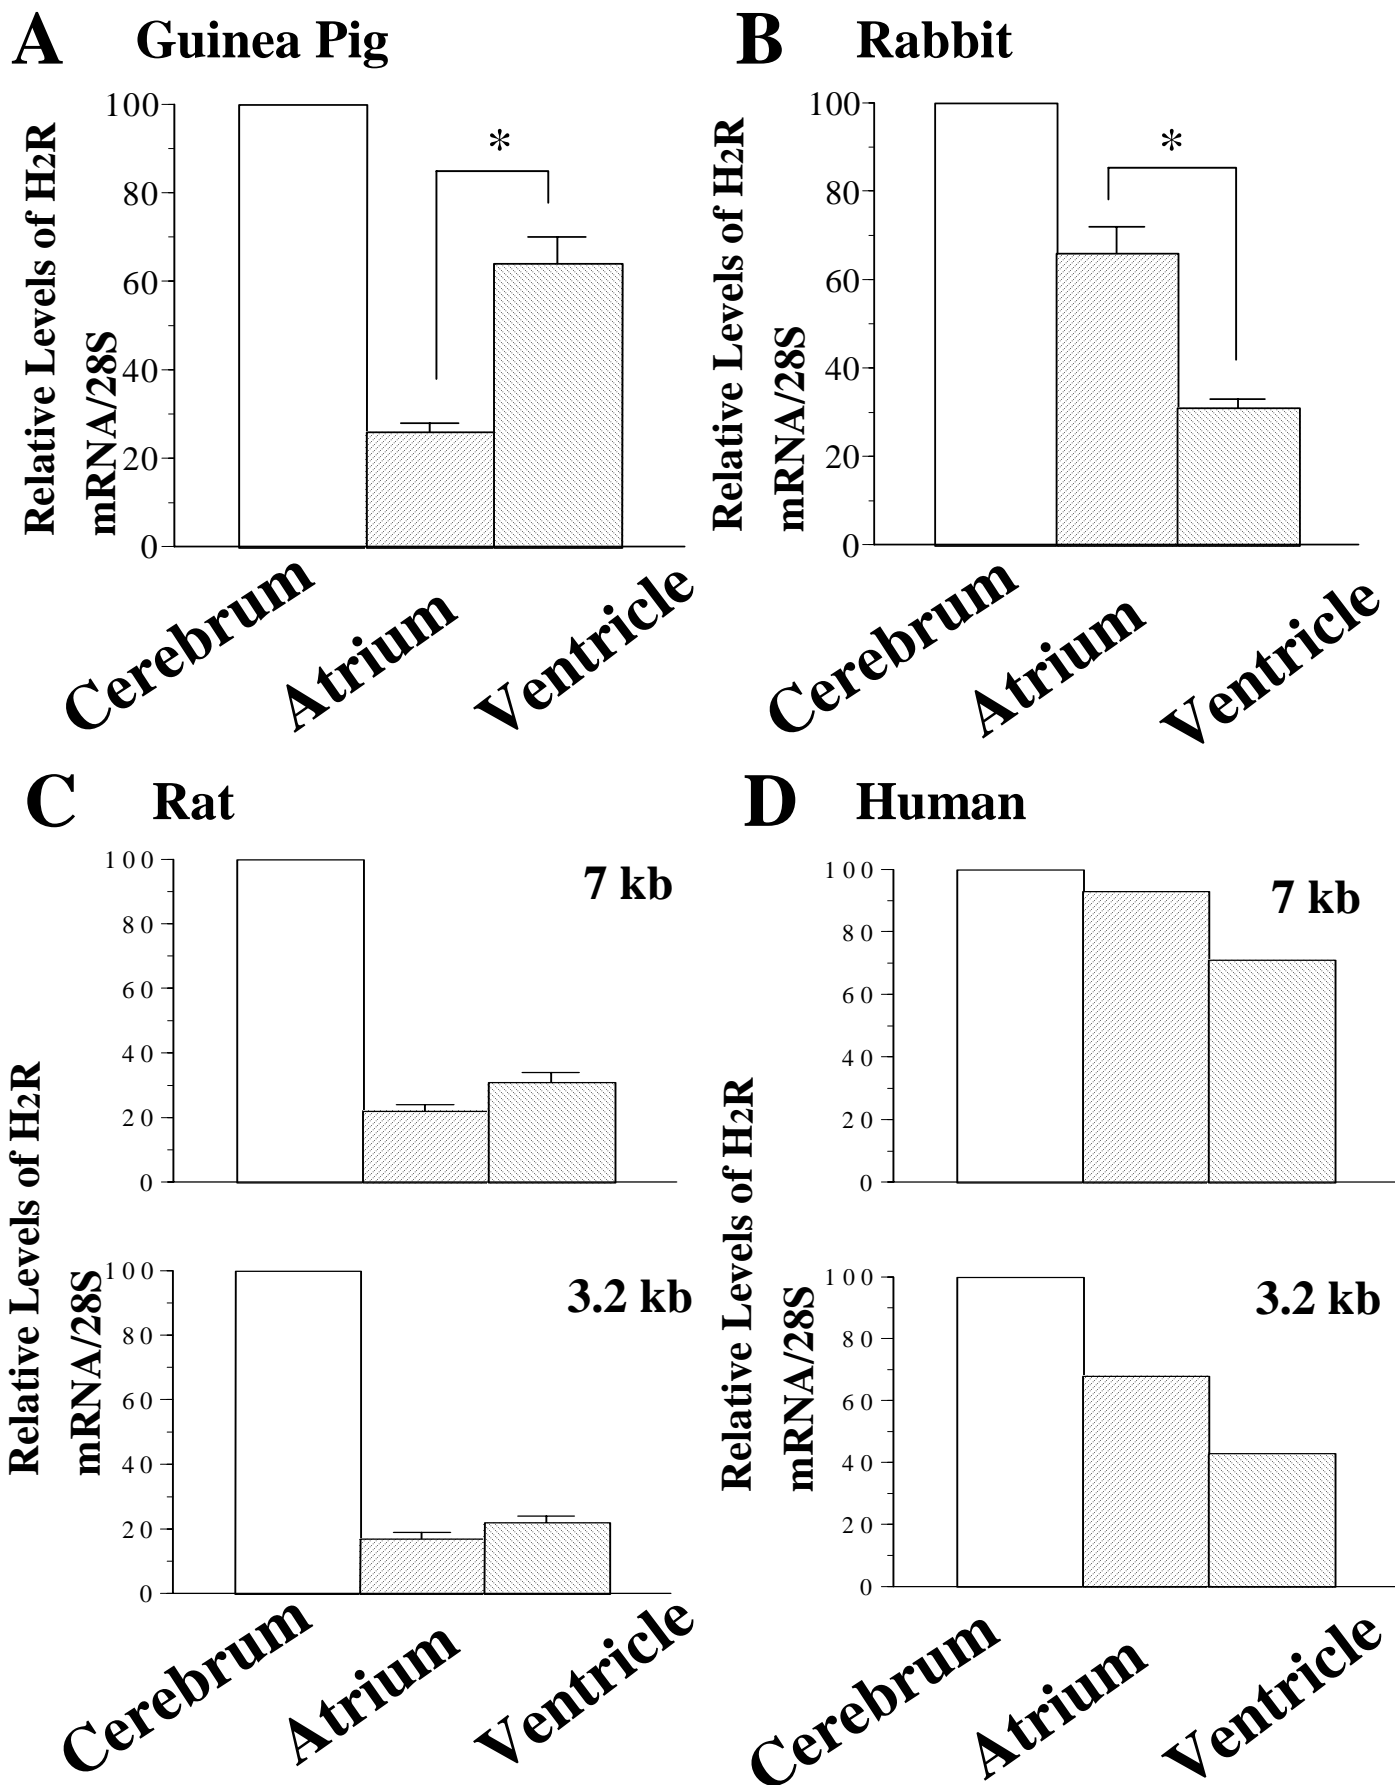 A Guinea Pig
Relative Levels of H2R
mRNA/28S
100
80
60
40
20
0
*
Cerebrum
Atrium
Ventricle
B Rabbit
Relative Levels of H2R
mRNA/28S
100
80
60
40
20
0
*
Cerebrum
Atrium
Ventricle
C Rat
Relative Levels of H2R
mRNA/28S
7 kb
100
80
60
40
20
0
3.2 kb
100
80
60
40
20
0
Cerebrum
Atrium
Ventricle
D Human
Relative Levels of H2R
mRNA/28S
7 kb
100
80
60
40
20
0
3.2 kb
100
80
60
40
20
0
Cerebrum
Atrium
Ventricle